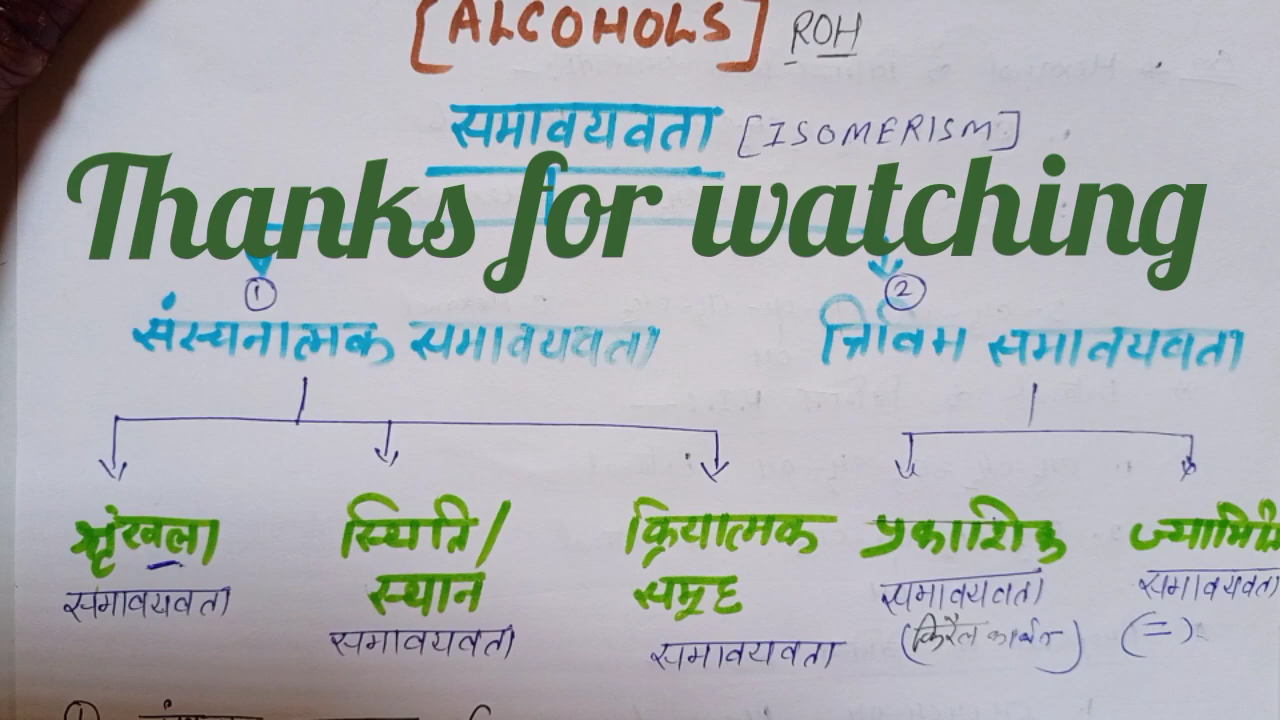 [ALCOHOLS] ROH
समावयवता [ISOMERISM]
Thanks for watching
① ②
संरचनात्मक समावयवता त्रिविम समावयवता
श्रृंखला स्थिति/ क्रियात्मक प्रकाशिक
समावयवता स्थान समूह समावयवता समावयवता
समावयवता समावयवता (किरैल कार्बन) (=)